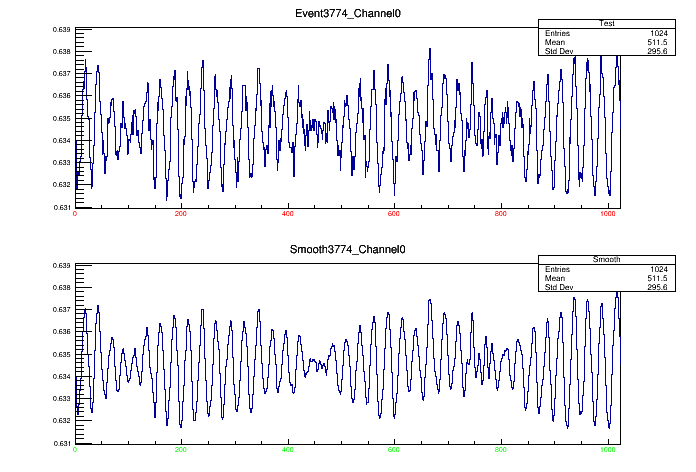 Event3774_Channel0
Test
Entries 1024
Mean 511.5
Std Dev 295.6
0.639
0.638
0.637
0.636
0.635
0.634
0.633
0.632
0.631
0 200 400 600 800 1000
Smooth3774_Channel0
Smooth
Entries 1024
Mean 511.5
Std Dev 295.6
0.639
0.638
0.637
0.636
0.635
0.634
0.633
0.632
0.631
0 200 400 600 800 1000